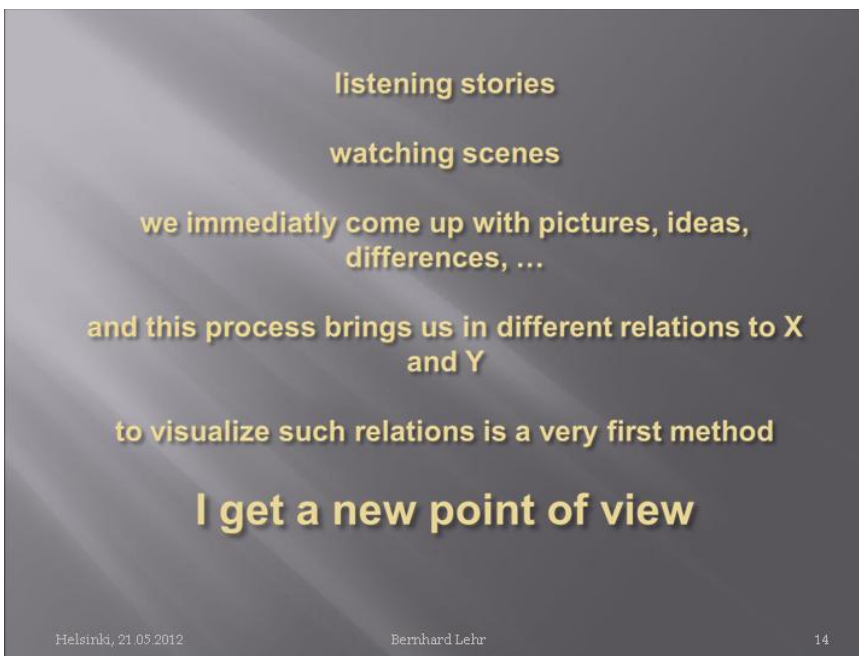 listening stories
watching scenes
we immediatly come up with pictures, ideas,
differences, …
and this process brings us in different relations to X
and Y
to visualize such relations is a very first method
I get a new point of view
Helsinki, 21.05.2012
Bernhard Lehr
14